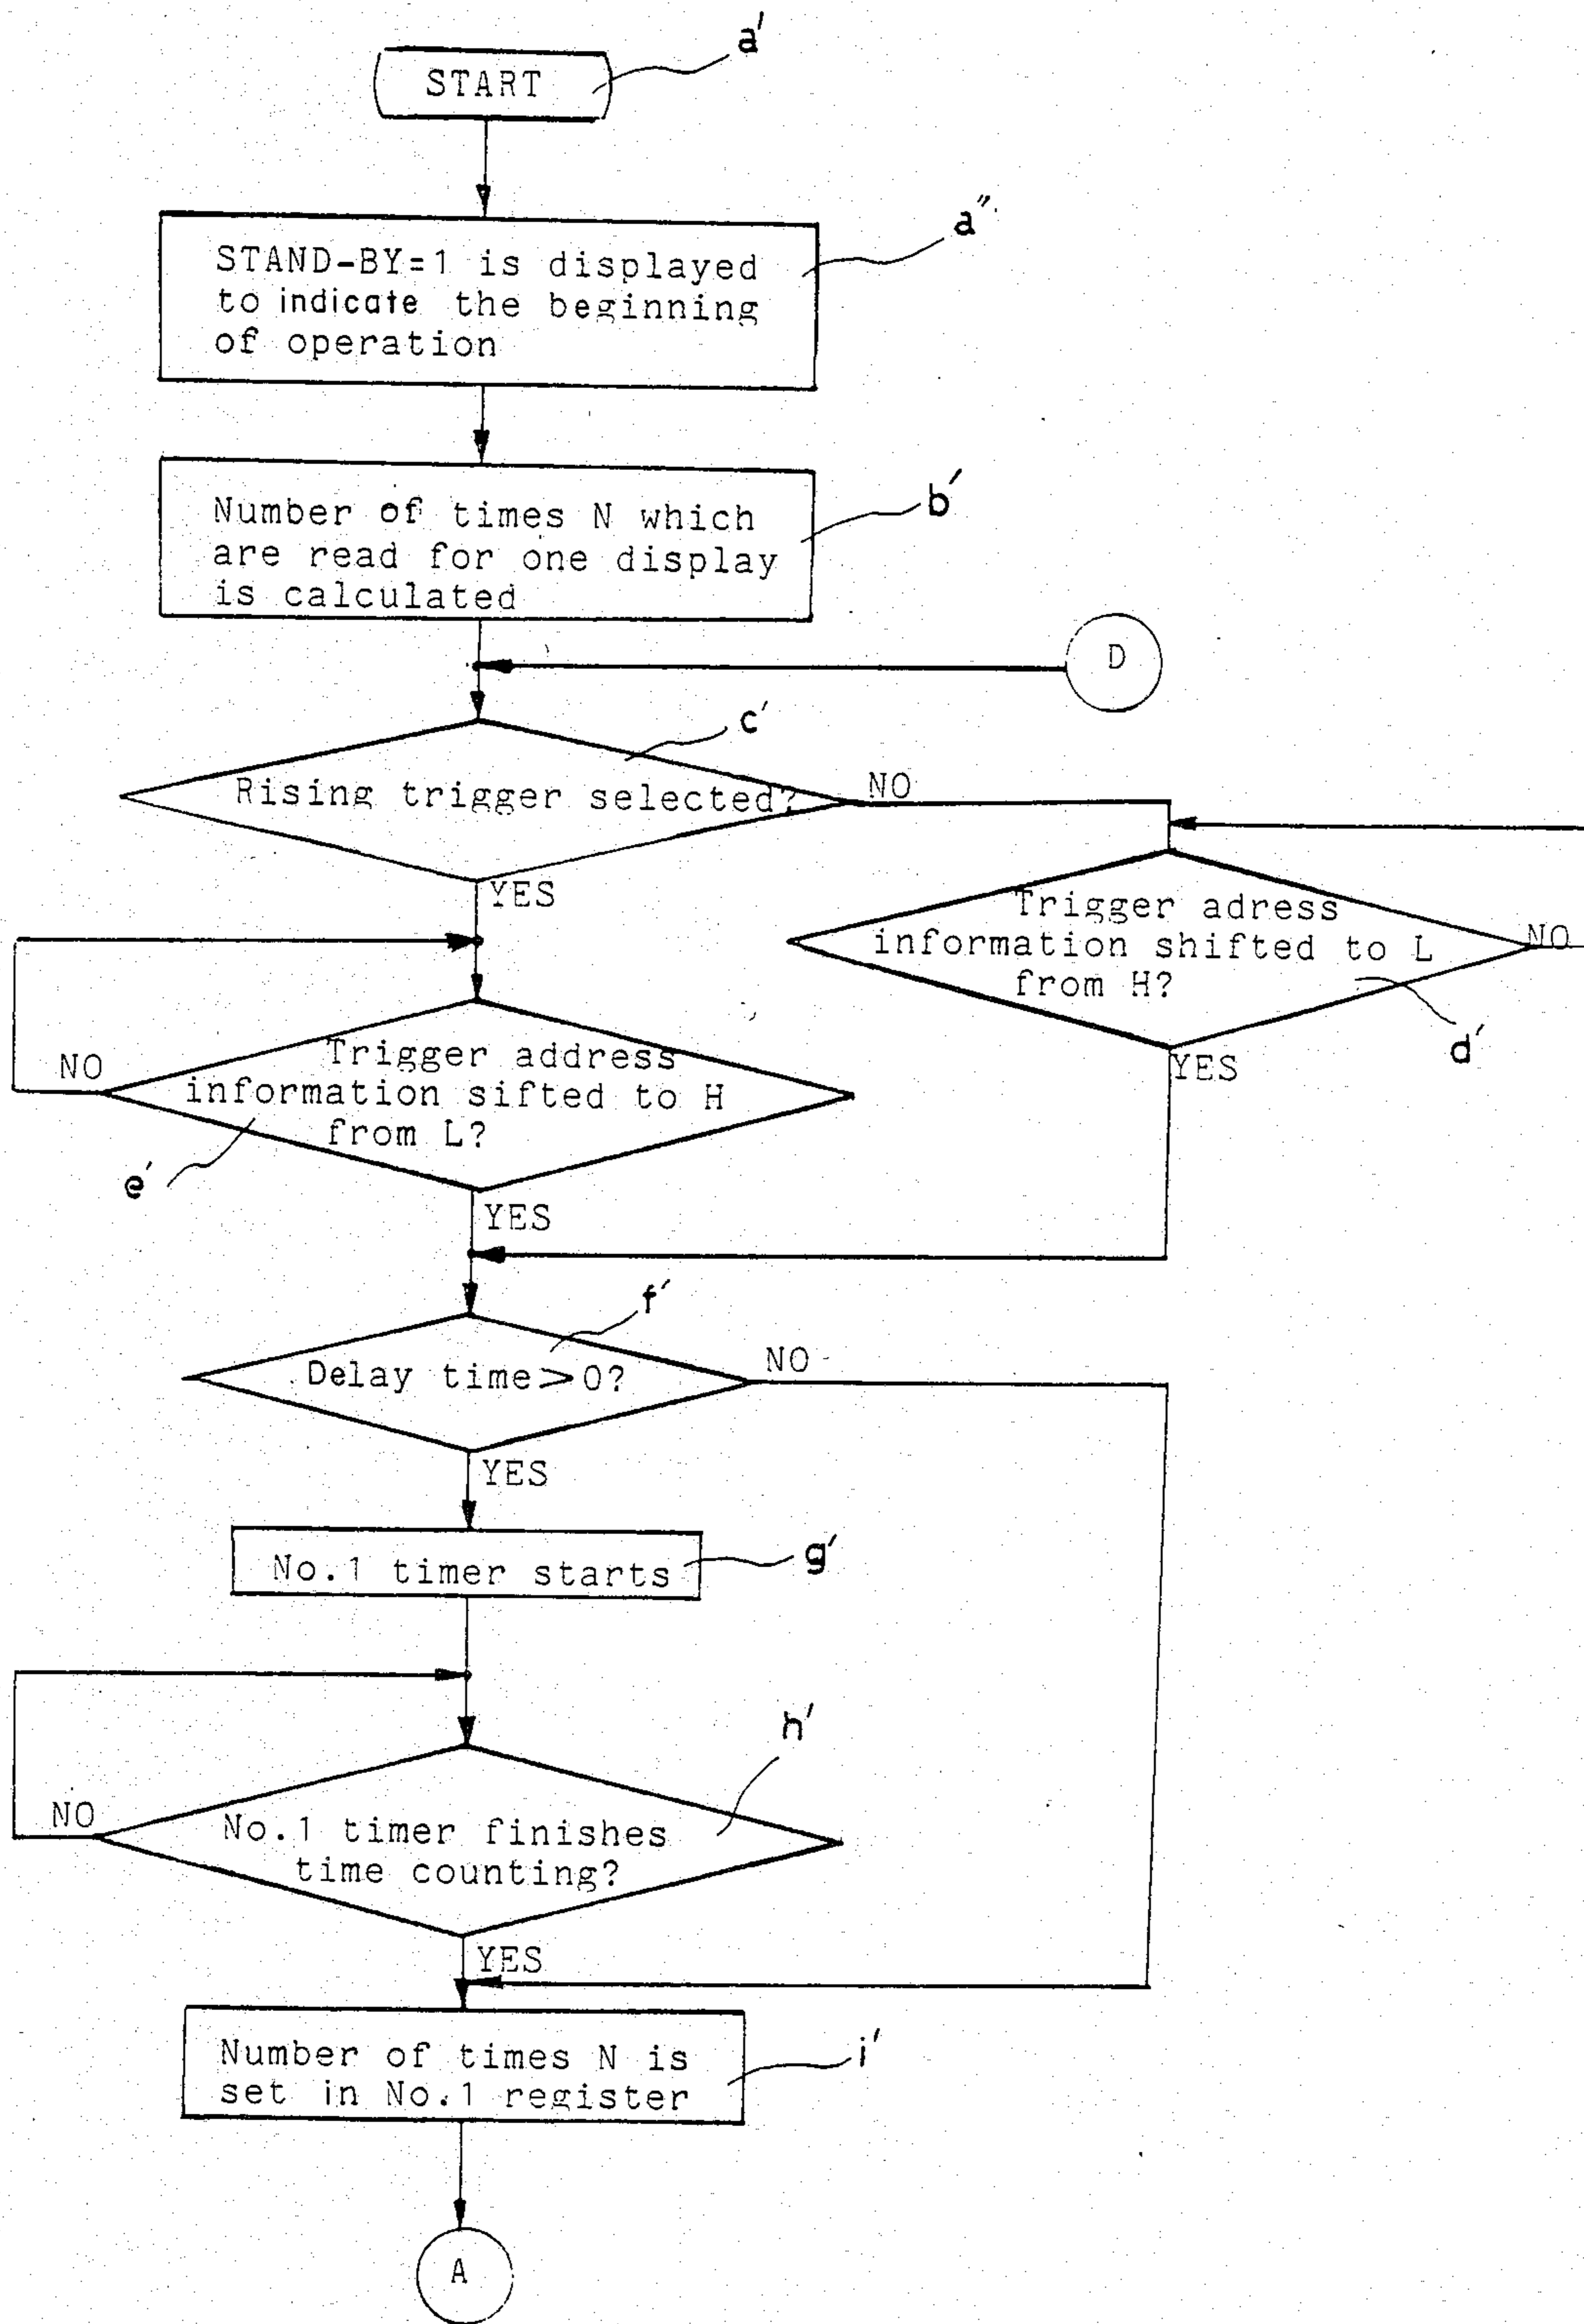 a′
START
a″
STAND-BY=1 is displayed
to indicate the beginning
of operation
b′
Number of times N which
are read for one display
is calculated
D
c′
Rising trigger selected?
NO
YES
Trigger adress
information shifted to L
from H?
NO
d′
YES
Trigger address
information sifted to H
from L?
NO
e′
YES
f′
Delay time>0?
NO
YES
No.1 timer starts
g′
h′
No.1 timer finishes
time counting?
NO
YES
Number of times N is
set in No.1 register
i′
A